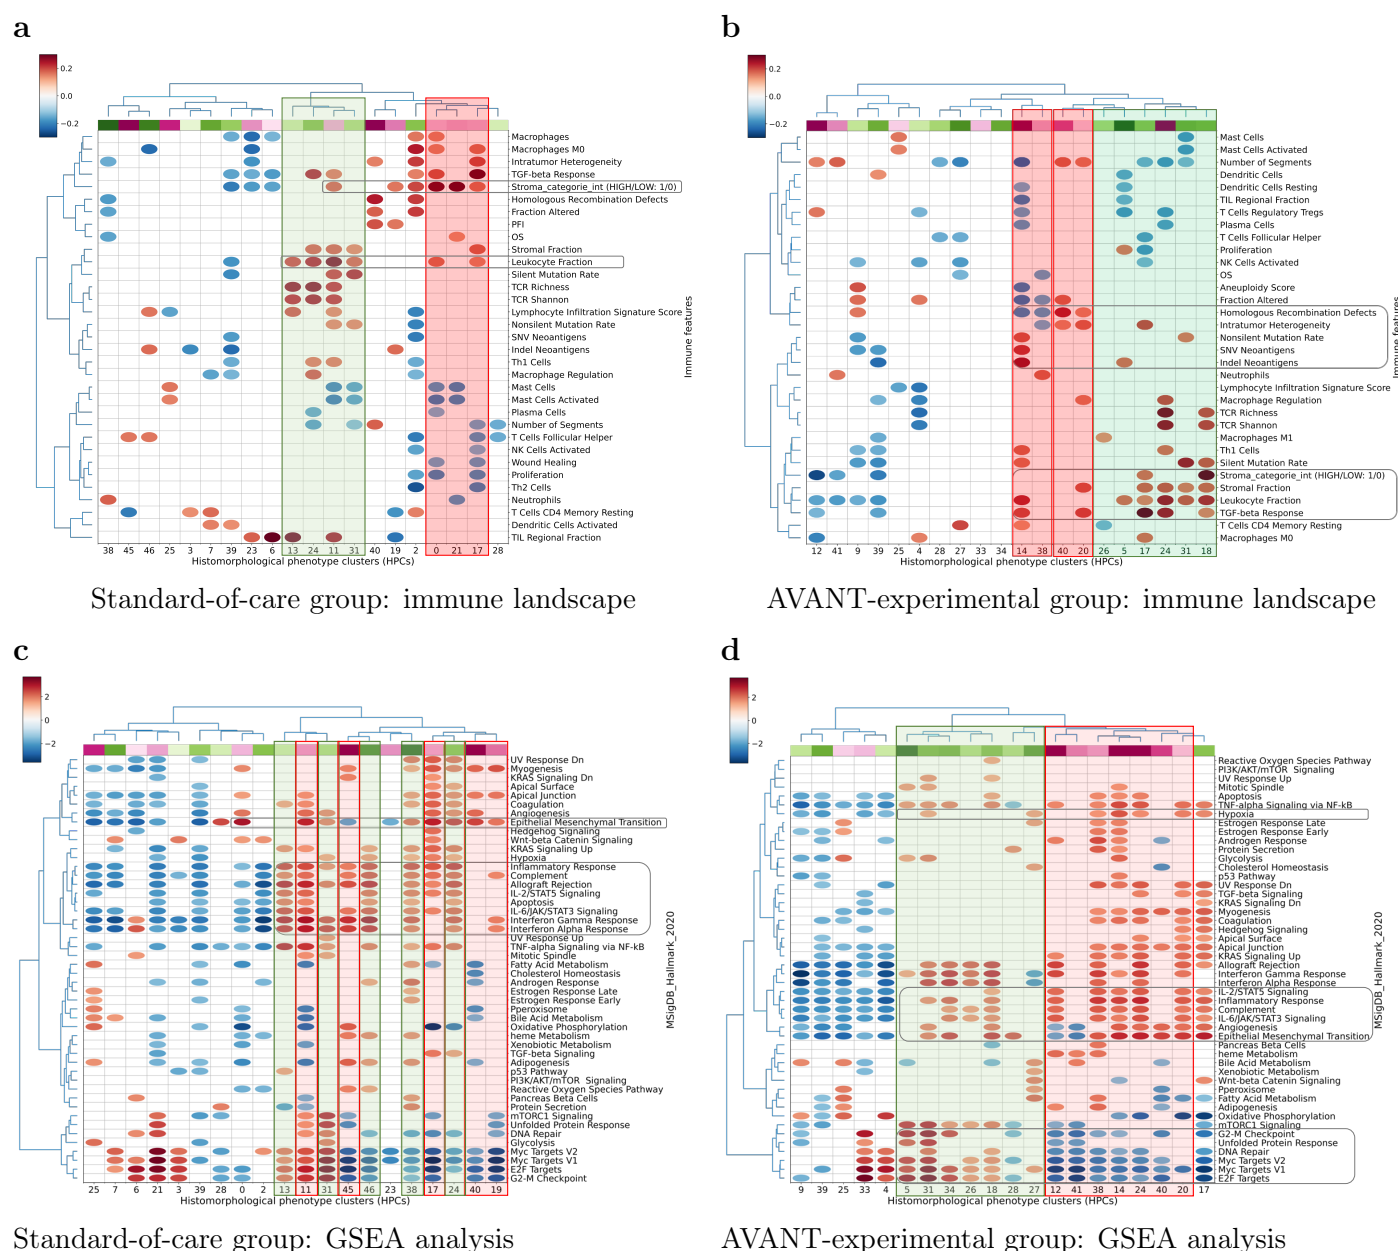 a
0.2
0.0
−0.2
Macrophages
Macrophages M0
Intratumor Heterogeneity
TGF-beta Response
Stroma_categorie_int (HIGH/LOW: 1/0)
Homologous Recombination Defects
Fraction Altered
PFI
OS
Stromal Fraction
Leukocyte Fraction
Silent Mutation Rate
TCR Richness
TCR Shannon
Lymphocyte Infiltration Signature Score
Nonsilent Mutation Rate
SNV Neoantigens
Indel Neoantigens
Th1 Cells
Macrophage Regulation
Mast Cells
Mast Cells Activated
Plasma Cells
Number of Segments
T Cells Follicular Helper
NK Cells Activated
Wound Healing
Proliferation
Th2 Cells
Neutrophils
T Cells CD4 Memory Resting
Dendritic Cells Activated
TIL Regional Fraction
Immune features
38 45 46 25 3 7 39 23 6 13 24 11 31 40 19 2 0 21 17 28
Histomorphological phenotype clusters (HPCs)
Standard-of-care group: immune landscape
b
0.2
0.0
−0.2
Mast Cells
Mast Cells Activated
Number of Segments
Dendritic Cells
Dendritic Cells Resting
TIL Regional Fraction
T Cells Regulatory Tregs
Plasma Cells
T Cells Follicular Helper
Proliferation
NK Cells Activated
OS
Aneuploidy Score
Fraction Altered
Homologous Recombination Defects
Intratumor Heterogeneity
Nonsilent Mutation Rate
SNV Neoantigens
Indel Neoantigens
Neutrophils
Lymphocyte Infiltration Signature Score
Macrophage Regulation
TCR Richness
TCR Shannon
Macrophages M1
Th1 Cells
Silent Mutation Rate
Stroma_categorie_int (HIGH/LOW: 1/0)
Stromal Fraction
Leukocyte Fraction
TGF-beta Response
T Cells CD4 Memory Resting
Macrophages M0
Immune features
12 41 9 39 25 4 28 27 33 34 14 38 40 20 26 5 17 24 31 18
Histomorphological phenotype clusters (HPCs)
AVANT-experimental group: immune landscape
c
2
0
−2
UV Response Dn
Myogenesis
KRAS Signaling Dn
Apical Surface
Apical Junction
Coagulation
Angiogenesis
Epithelial Mesenchymal Transition
Hedgehog Signaling
Wnt-beta Catenin Signaling
KRAS Signaling Up
Hypoxia
Inflammatory Response
Complement
Allograft Rejection
IL-2/STAT5 Signaling
Apoptosis
IL-6/JAK/STAT3 Signaling
Interferon Gamma Response
Interferon Alpha Response
UV Response Up
TNF-alpha Signaling via NF-kB
Mitotic Spindle
Fatty Acid Metabolism
Cholesterol Homeostasis
Androgen Response
Estrogen Response Late
Estrogen Response Early
Pperoxisome
Bile Acid Metabolism
Oxidative Phosphorylation
heme Metabolism
Xenobiotic Metabolism
TGF-beta Signaling
Adipogenesis
p53 Pathway
PI3K/AKT/mTOR  Signaling
Reactive Oxygen Species Pathway
Pancreas Beta Cells
Protein Secretion
mTORC1 Signaling
Unfolded Protein Response
DNA Repair
Glycolysis
Myc Targets V2
Myc Targets V1
E2F Targets
G2-M Checkpoint
MSigDB_Hallmark_2020
25 7 6 21 3 39 28 0 2 13 11 31 45 46 23 38 17 24 40 19
Histomorphological phenotype clusters (HPCs)
Standard-of-care group: GSEA analysis
d
2
0
−2
Reactive Oxygen Species Pathway
PI3K/AKT/mTOR  Signaling
UV Response Up
Mitotic Spindle
Apoptosis
TNF-alpha Signaling via NF-kB
Hypoxia
Estrogen Response Late
Estrogen Response Early
Androgen Response
Protein Secretion
Glycolysis
Cholesterol Homeostasis
p53 Pathway
UV Response Dn
TGF-beta Signaling
KRAS Signaling Dn
Myogenesis
Coagulation
Hedgehog Signaling
Apical Surface
Apical Junction
KRAS Signaling Up
Allograft Rejection
Interferon Gamma Response
Interferon Alpha Response
IL-2/STAT5 Signaling
Inflammatory Response
Complement
IL-6/JAK/STAT3 Signaling
Angiogenesis
Epithelial Mesenchymal Transition
Pancreas Beta Cells
heme Metabolism
Bile Acid Metabolism
Xenobiotic Metabolism
Wnt-beta Catenin Signaling
Pperoxisome
Fatty Acid Metabolism
Adipogenesis
Oxidative Phosphorylation
mTORC1 Signaling
G2-M Checkpoint
Unfolded Protein Response
DNA Repair
Myc Targets V2
Myc Targets V1
E2F Targets
MSigDB_Hallmark_2020
9 39 25 33 4 5 31 34 26 18 28 27 12 41 38 14 24 40 20 17
Histomorphological phenotype clusters (HPCs)
AVANT-experimental group: GSEA analysis